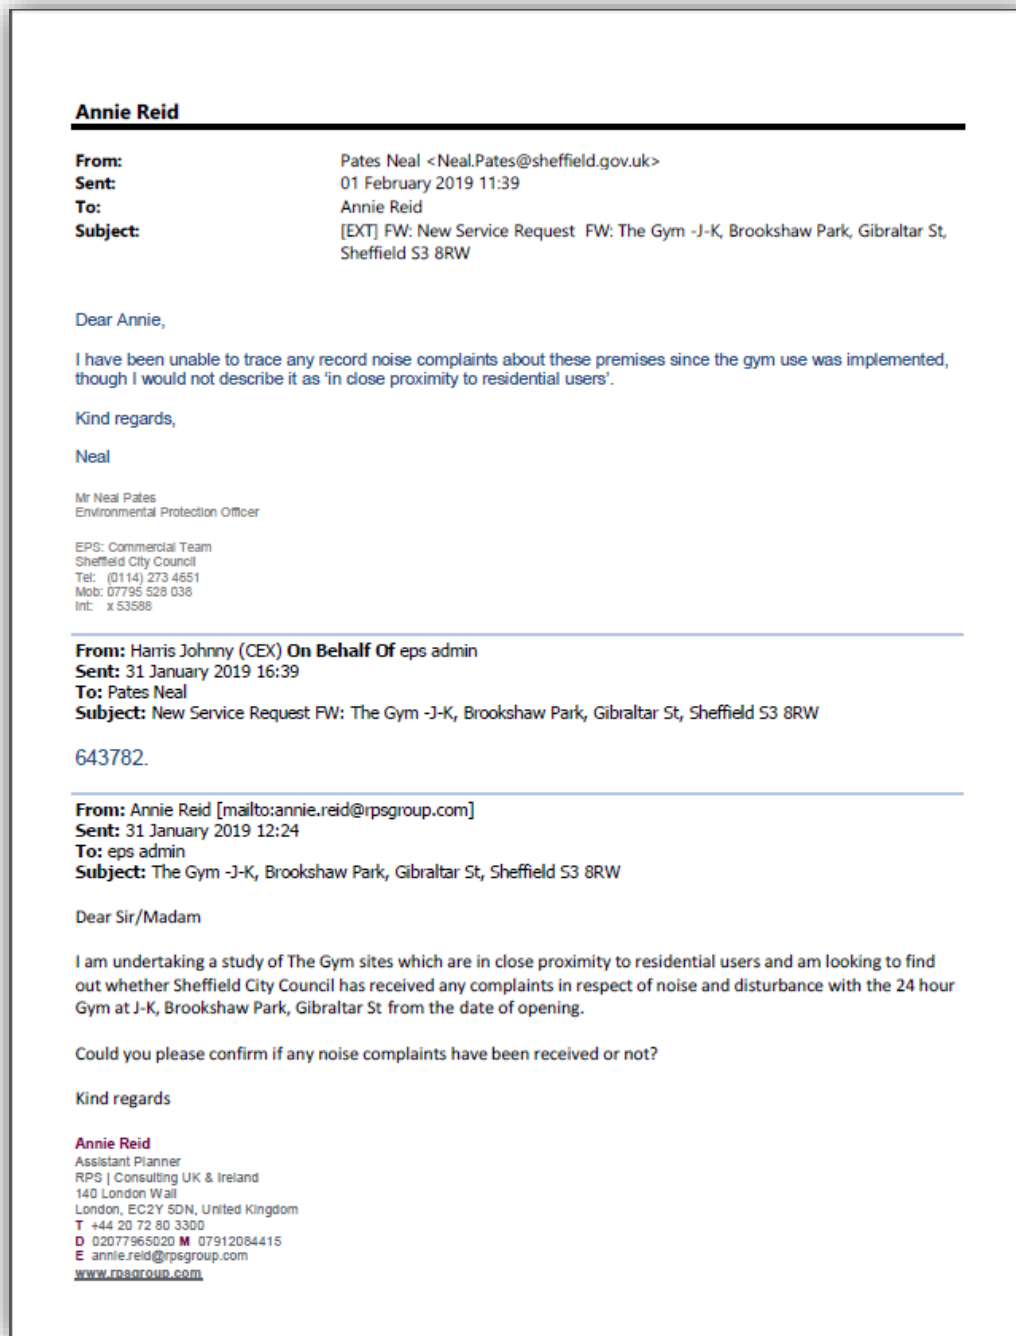 Annie Reid
From: Pates Neal <Neal.Pates@sheffield.gov.uk>
Sent: 01 February 2019 11:39
To: Annie Reid
Subject: [EXT] FW: New Service Request FW: The Gym -J-K, Brookshaw Park, Gibraltar St,
Sheffield S3 8RW
Dear Annie,
I have been unable to trace any record noise complaints about these premises since the gym use was implemented,
though I would not describe it as 'in close proximity to residential users'.
Kind regards,
Neal
Mr Neal Pates
Environmental Protection Officer
EPS: Commercial Team
Sheffield City Council
Tel: (0114) 273 4651
Mob: 07795 528 038
Int: x 53588
From: Harris Johnny (CEX) On Behalf Of eps admin
Sent: 31 January 2019 16:39
To: Pates Neal
Subject: New Service Request FW: The Gym -J-K, Brookshaw Park, Gibraltar St, Sheffield S3 8RW
643782.
From: Annie Reid [mailto:annie.reid@rpsgroup.com]
Sent: 31 January 2019 12:24
To: eps admin
Subject: The Gym -J-K, Brookshaw Park, Gibraltar St, Sheffield S3 8RW
Dear Sir/Madam
I am undertaking a study of The Gym sites which are in close proximity to residential users and am looking to find
out whether Sheffield City Council has received any complaints in respect of noise and disturbance with the 24 hour
Gym at J-K, Brookshaw Park, Gibraltar St from the date of opening.
Could you please confirm if any noise complaints have been received or not?
Kind regards
Annie Reid
Assistant Planner
RPS | Consulting UK & Ireland
140 London Wall
London, EC2Y 5DN, United Kingdom
T +44 20 72 80 3300
D 02077965020 M 07912084415
E annie.reid@rpsgroup.com
www.rpsgroup.com